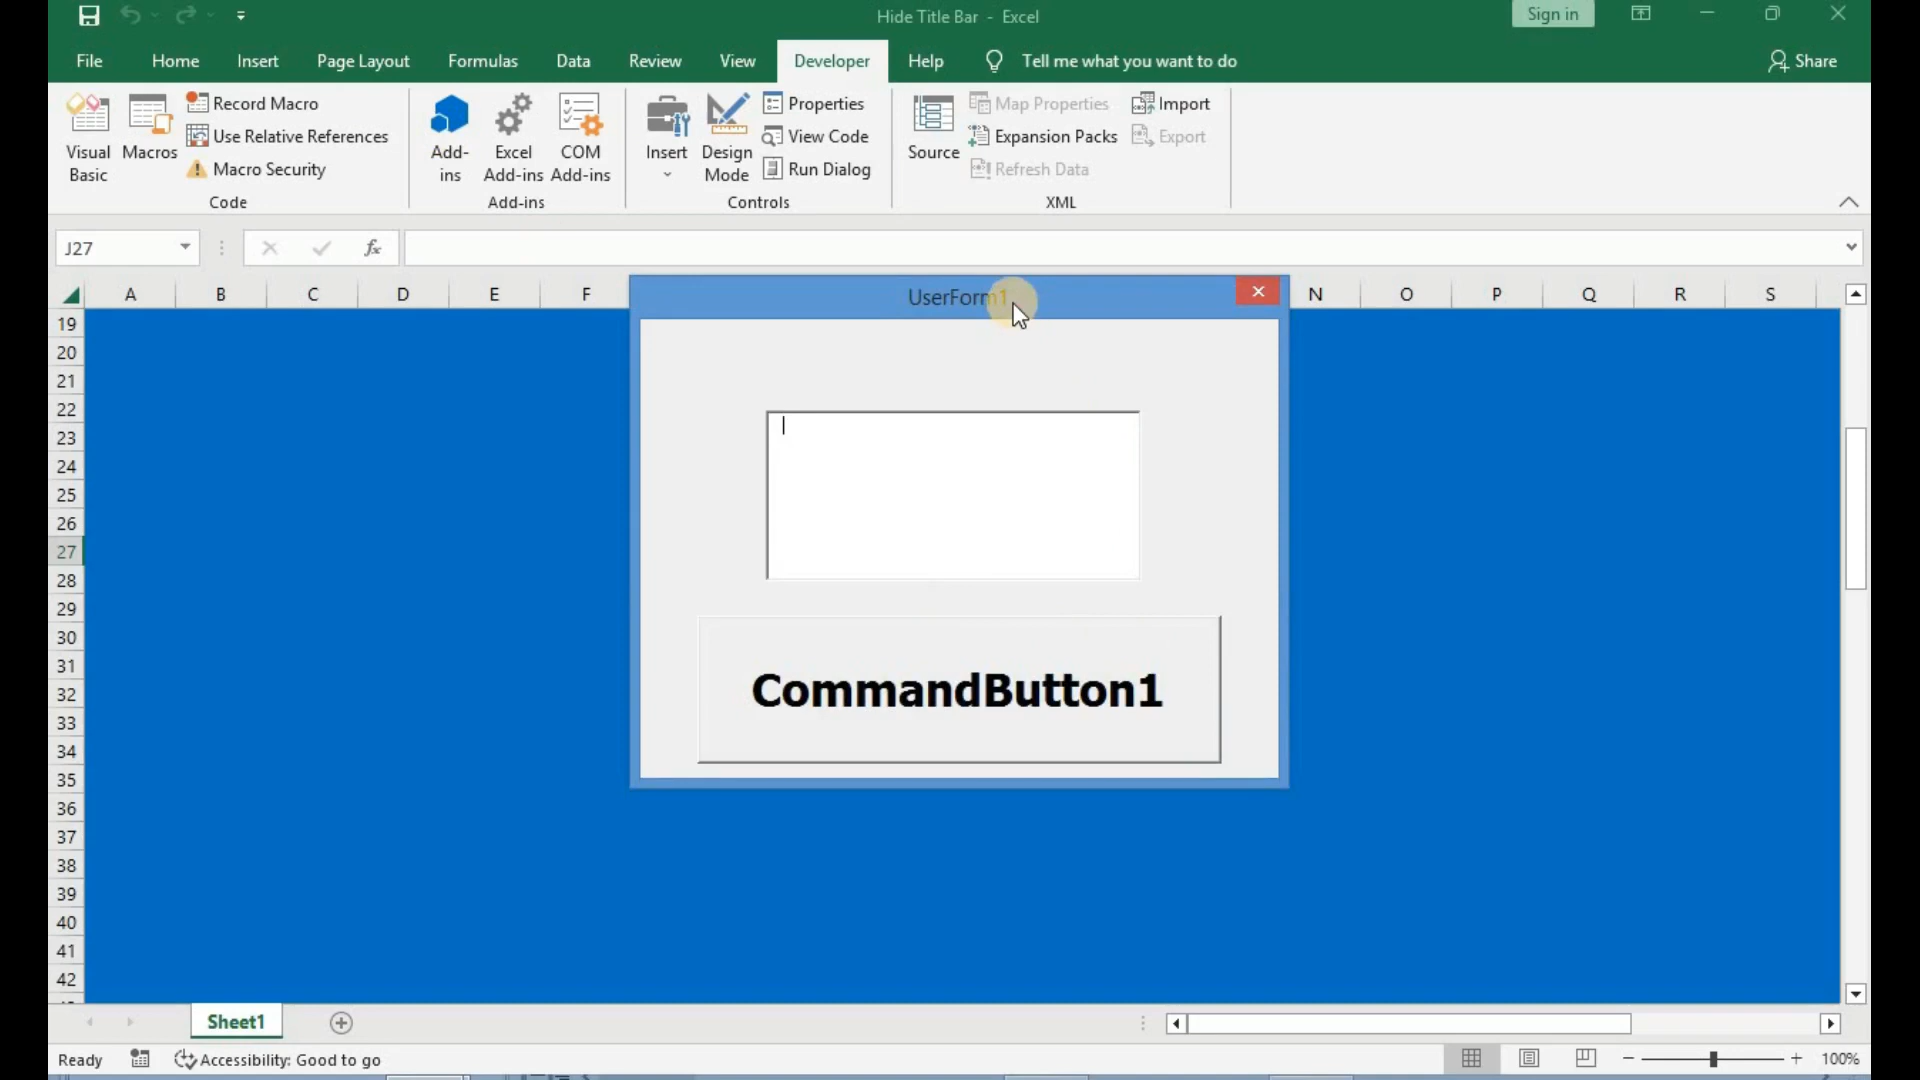 Hide Title Bar - Excel
Sign in
File Home Insert Page Layout Formulas Data Review View Developer Help Tell me what you want to do Share
Visual Basic
Macros
Record Macro
Use Relative References
Macro Security
Code
Add-ins
Excel Add-ins
COM Add-ins
Add-ins
Insert
Design Mode
Properties
View Code
Run Dialog
Controls
Source
Map Properties
Expansion Packs
Refresh Data
Import
Export
XML
J27
fx
A B C D E F N O P Q R S
UserForm1
19
20
21
22
23
24
25
26
27
28
29
30
31
32
33
34
35
36
37
38
39
40
41
42
CommandButton1
Sheet1
Ready
Accessibility: Good to go
100%